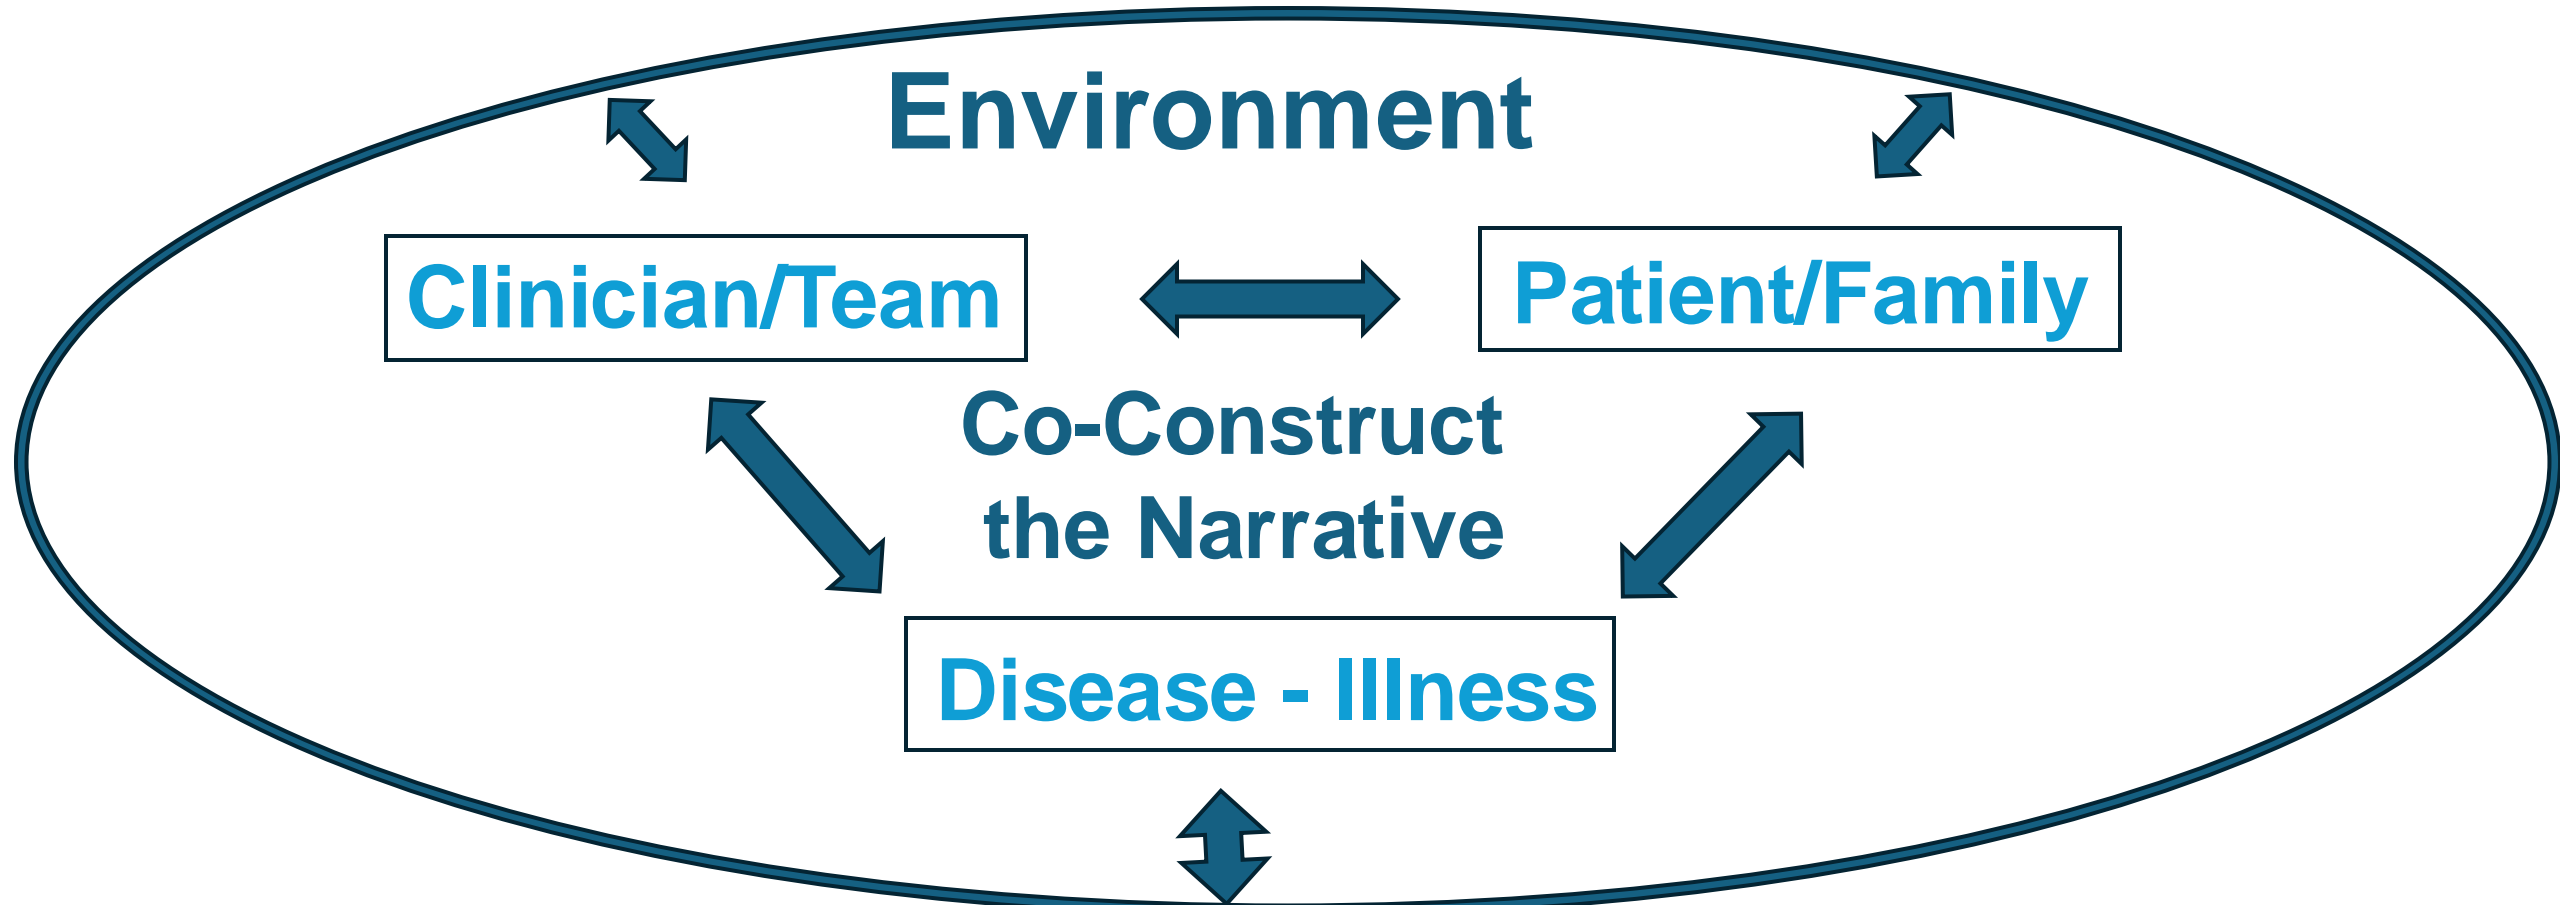 Environment
Clinician/Team
Patient/Family
Co-Construct
the Narrative
Disease - Illness